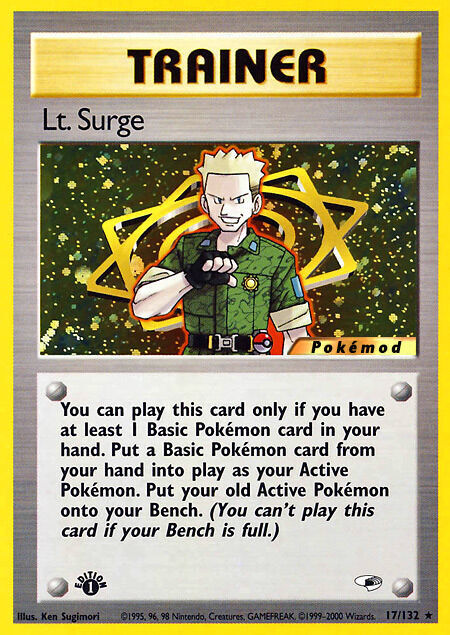 TRAINER
Lt. Surge
Pokémod
You can play this card only if you have
at least 1 Basic Pokémon card in your
hand. Put a Basic Pokémon card from
your hand into play as your Active
Pokémon. Put your old Active Pokémon
onto your Bench. (You can't play this
card if your Bench is full.)
EDITION
1
Illus. Ken Sugimori ©1995, 96, 98 Nintendo, Creatures, GAMEFREAK. ©1999-2000 Wizards. 17/132 ★